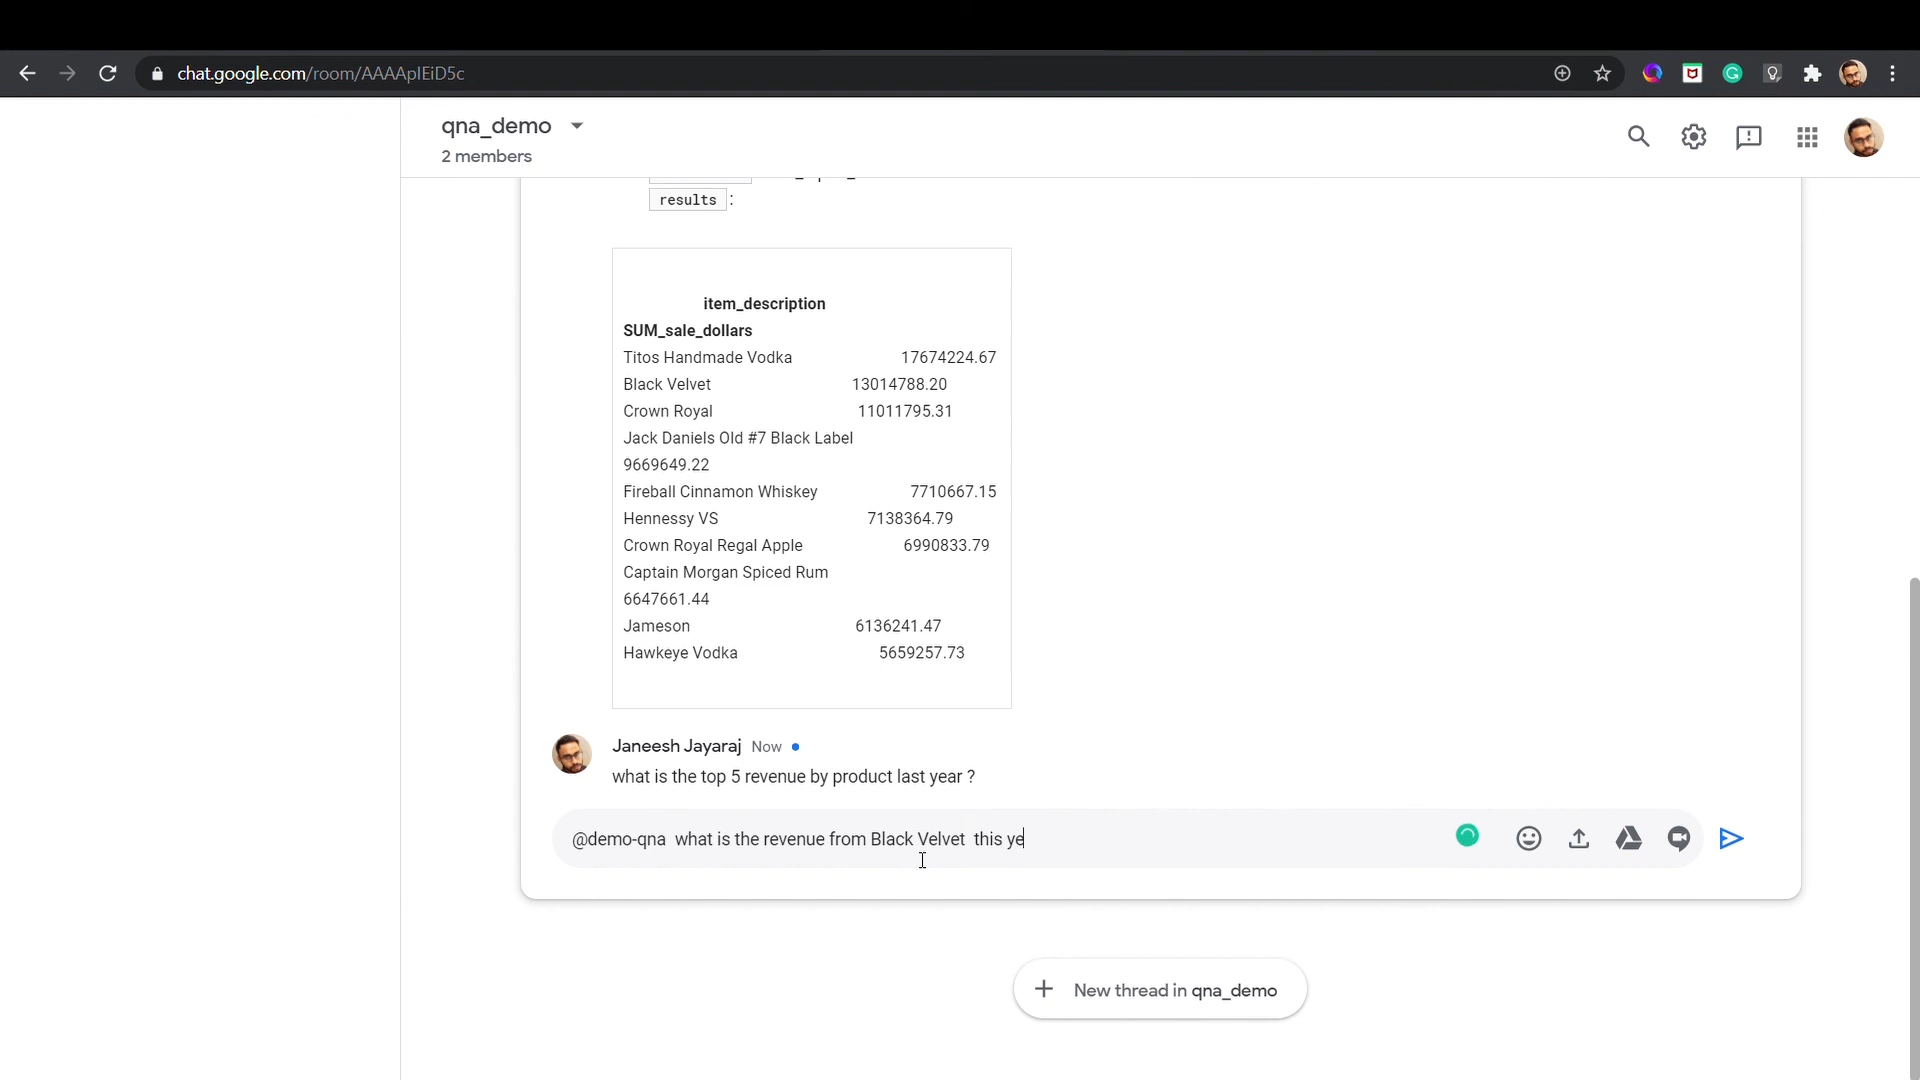 chat.google.com/room/AAAAplEiD5c
qna_demo
2 members
results :
item_description
SUM_sale_dollars
Titos Handmade Vodka 17674224.67
Black Velvet 13014788.20
Crown Royal 11011795.31
Jack Daniels Old #7 Black Label
9669649.22
Fireball Cinnamon Whiskey 7710667.15
Hennessy VS 7138364.79
Crown Royal Regal Apple 6990833.79
Captain Morgan Spiced Rum
6647661.44
Jameson 6136241.47
Hawkeye Vodka 5659257.73
Janeesh Jayaraj Now
what is the top 5 revenue by product last year ?
@demo-qna what is the revenue from Black Velvet this ye
New thread in qna_demo